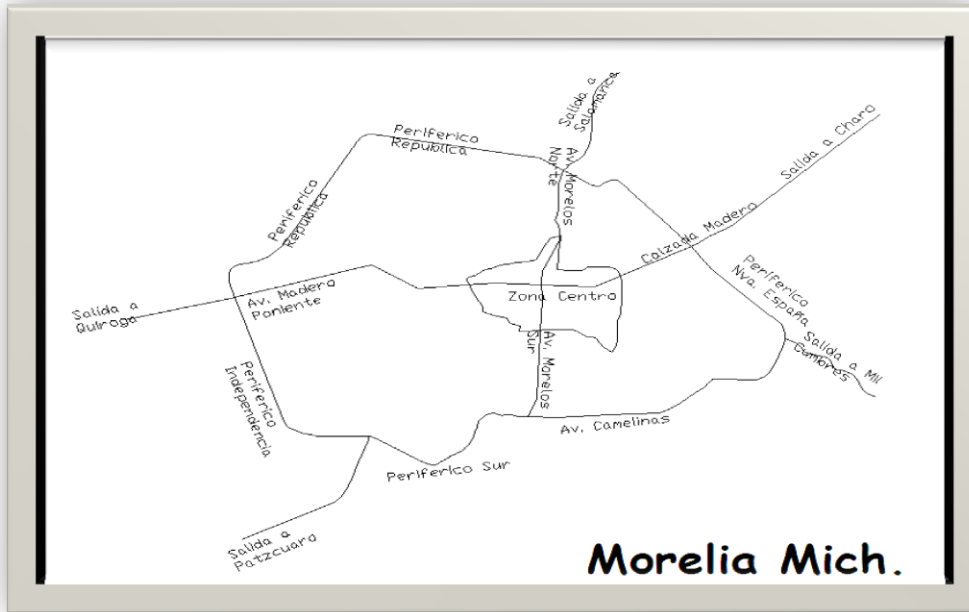 Salida a
Salamanca
Periferico
Republica
Av. Morelos
Norte
Salida a Charo
Periferico
Republica
Calzada Madero
Periferico
Nva. España
Av. Madero
Poniente
Zona Centro
Salida a
Quiroga
Salida a Mil
Cumbres
Av. Morelos
Sur
Periferico
Independencia
Av. Camelinas
Periferico Sur
Salida a
Patzcuaro
Morelia Mich.